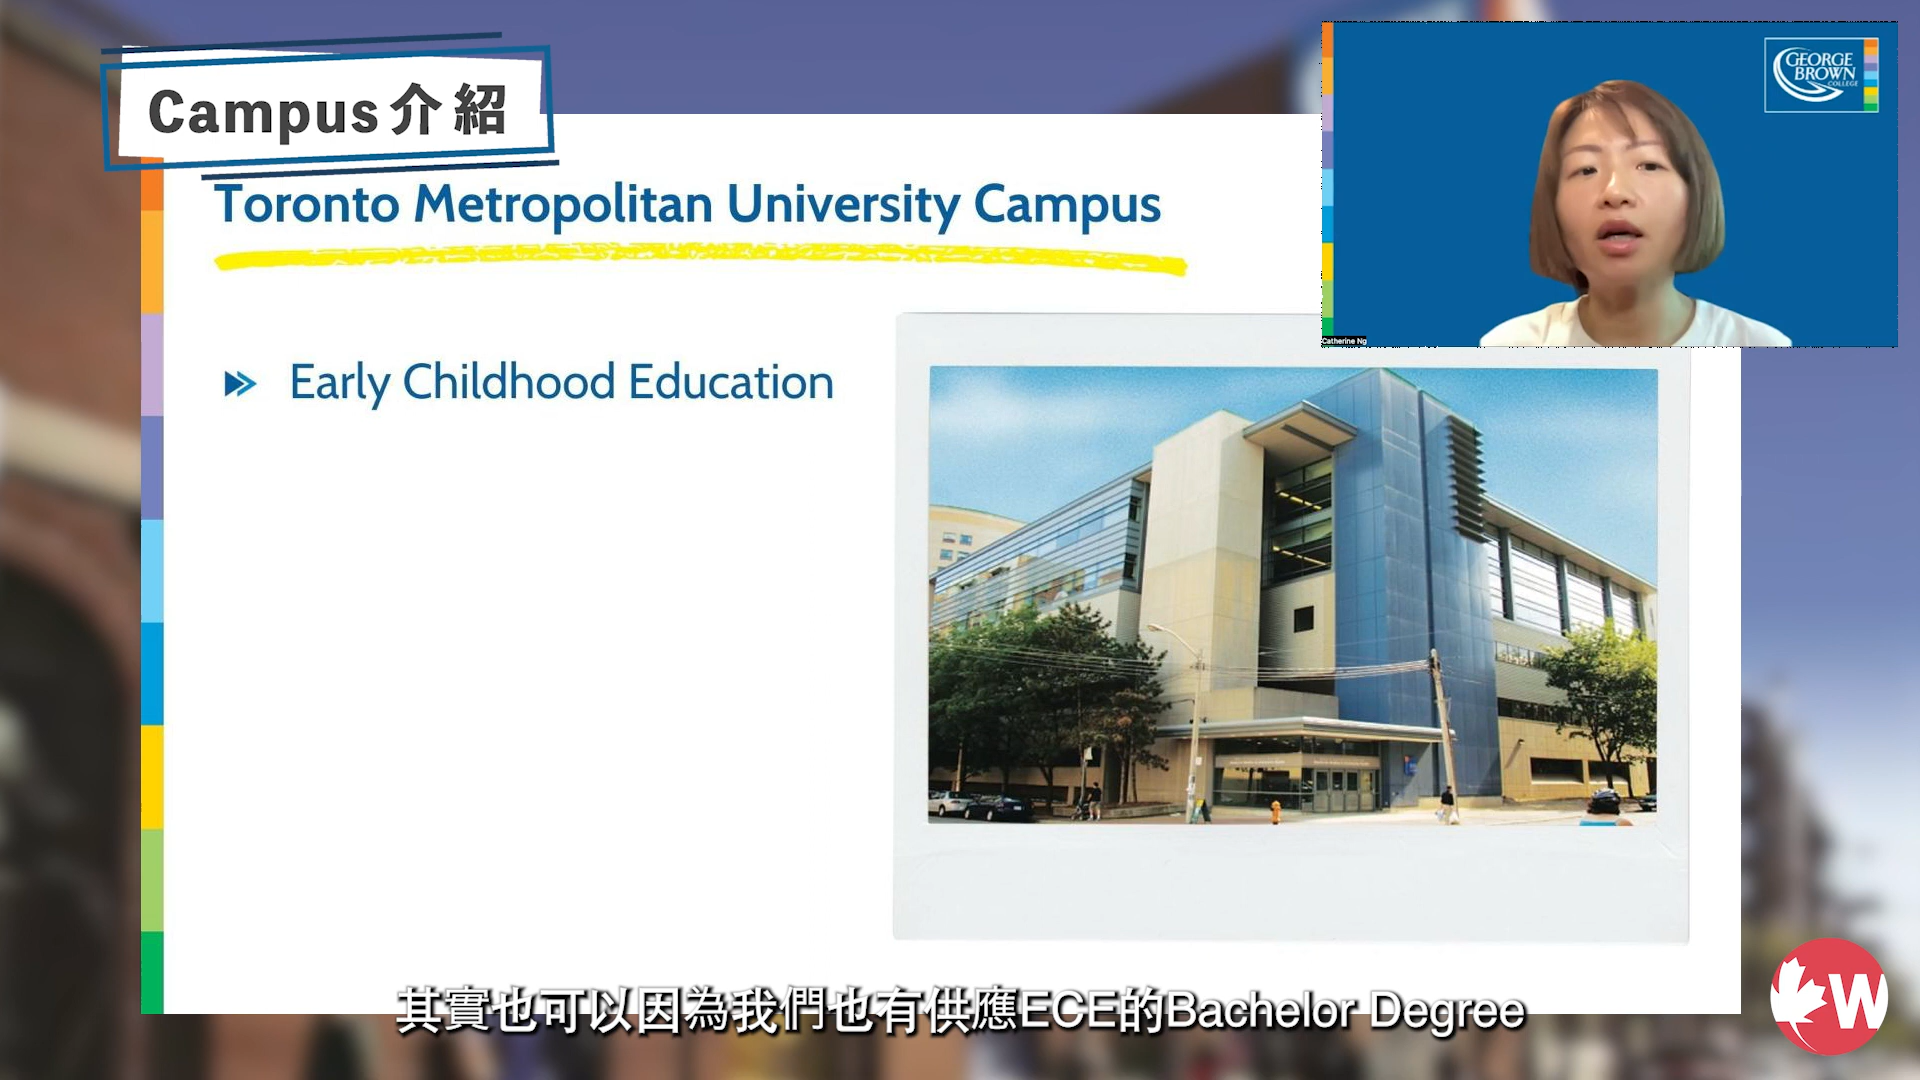 Campus介紹
GEORGE
BROWN
COLLEGE
Toronto Metropolitan University Campus
Catherine Ng
Early Childhood Education
其實也可以因為我們也有供應ECE的Bachelor Degree
W